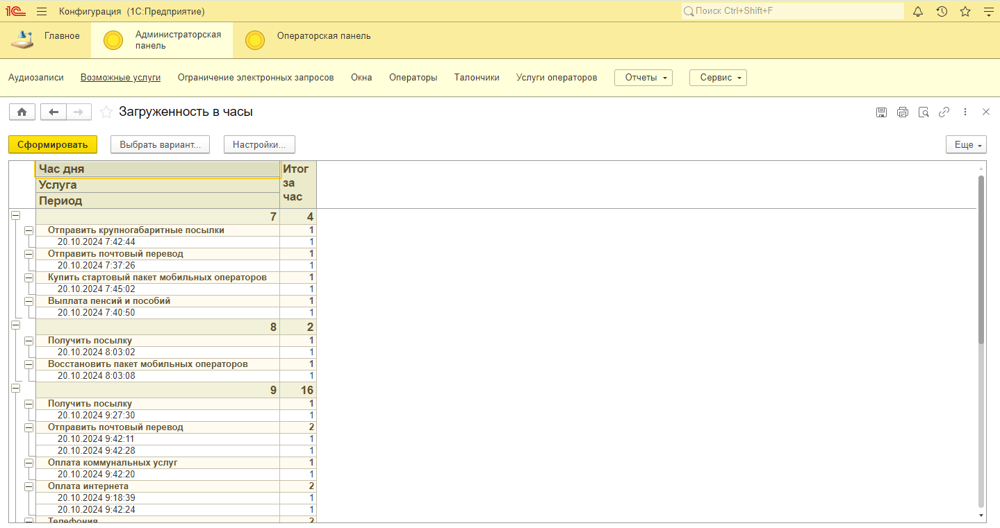 1С Конфигурация (1С:Предприятие) Поиск Ctrl+Shift+F
Главное
Администраторская панель
Операторская панель
Аудиозаписи Возможные услуги Ограничение электронных запросов Окна Операторы Талончики Услуги операторов Отчеты Сервис
Загруженность в часы
Сформировать Выбрать вариант... Настройки... Еще
Час дня Итог за час
Услуга
Период
7 4
Отправить крупногабаритные посылки 1
20.10.2024 7:42:44 1
Отправить почтовый перевод 1
20.10.2024 7:37:26 1
Купить стартовый пакет мобильных операторов 1
20.10.2024 7:45:02 1
Выплата пенсий и пособий 1
20.10.2024 7:40:50 1
8 2
Получить посылку 1
20.10.2024 8:03:02 1
Восстановить пакет мобильных операторов 1
20.10.2024 8:03:08 1
9 16
Получить посылку 1
20.10.2024 9:27:30 1
Отправить почтовый перевод 2
20.10.2024 9:42:11 1
20.10.2024 9:42:28 1
Оплата коммунальных услуг 1
20.10.2024 9:42:20 1
Оплата интернета 2
20.10.2024 9:18:39 1
20.10.2024 9:42:24 1
Телефония 2